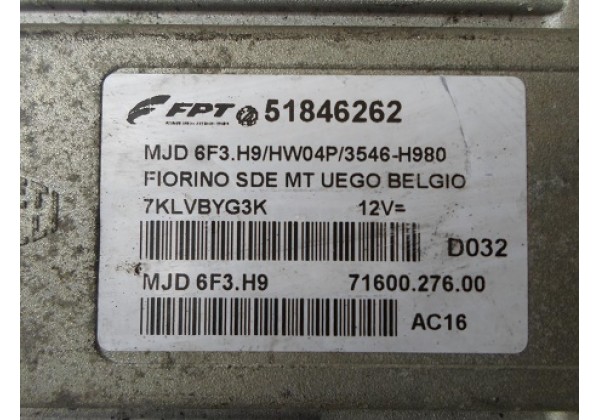 FPT 51846262
MJD 6F3.H9/HW04P/3546-H980
FIORINO SDE MT UEGO BELGIO
7KLVBYG3K 12V=
D032
MJD 6F3.H9 71600.276.00
AC16